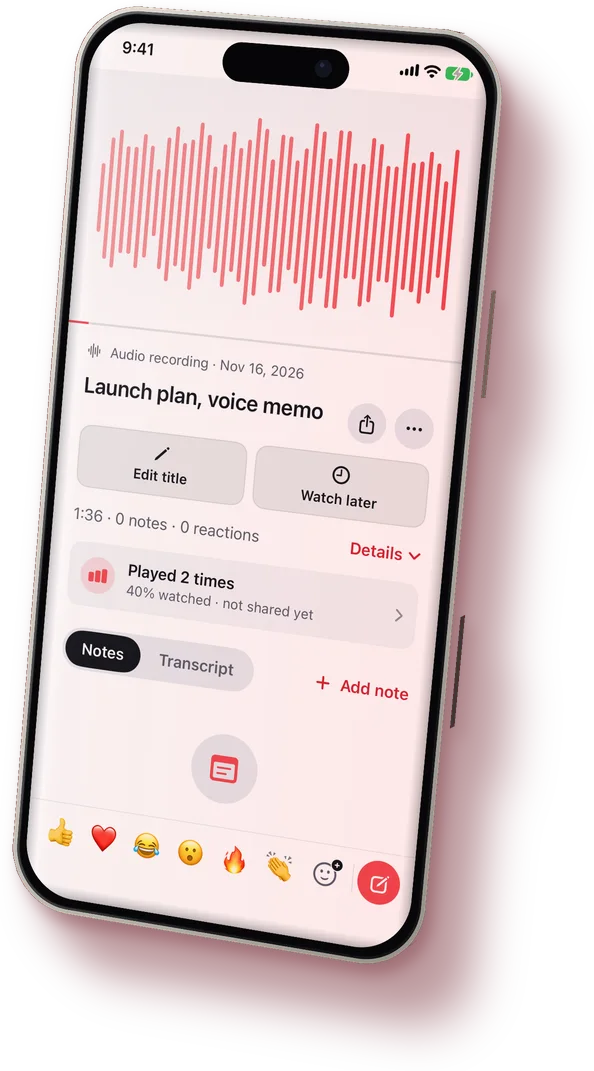 9:41
Audio recording · Nov 16, 2026
Launch plan, voice memo
Edit title
Watch later
1:36 · 0 notes · 0 reactions
Details
Played 2 times
40% watched · not shared yet
Notes
Transcript
+ Add note